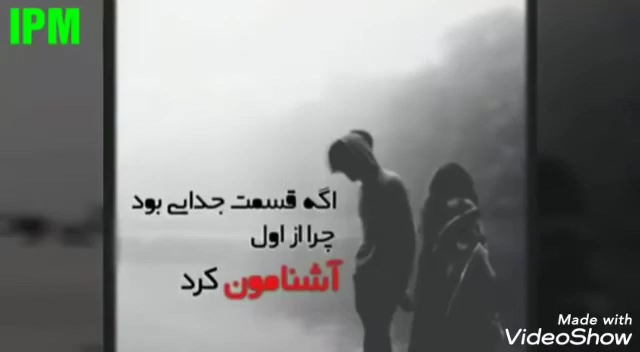 IPM
اگه قسمت جدایی بود
چرا از اول
آشنامون کرد
Made with
VideoShow